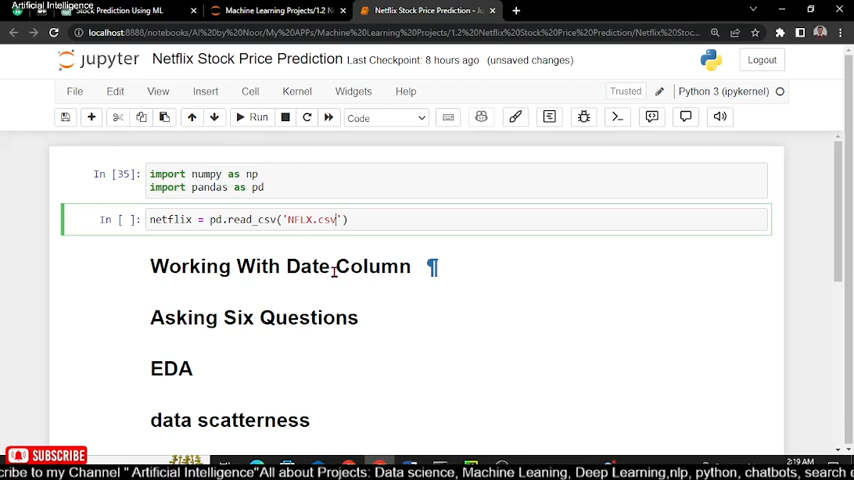 Artificial Intelligence
Stock Prediction Using ML
Machine Learning Projects/1.2 N
Netflix Stock Price Prediction - Ju
localhost:8888/notebooks/AI%20by%20Noor/My%20APPs/Machine%20Learning%20Projects/1.2%20Netflix%20Stock%20Price%20Prediction/Netflix%20Stoc...
jupyter Netflix Stock Price Prediction Last Checkpoint: 8 hours ago (unsaved changes)
Logout
File Edit View Insert Cell Kernel Widgets Help
Trusted Python 3 (ipykernel)
Run Code
In [35]: import numpy as np
import pandas as pd
In [ ]: netflix = pd.read_csv('NFLX.csv')
Working With Date Column ¶
Asking Six Questions
EDA
data scatterness
SUBSCRIBE
2:19 AM
cribe to my Channel " Artificial Intelligence"All about Projects: Data science, Machine Leaning, Deep Learning,nlp, python, chatbots, search e